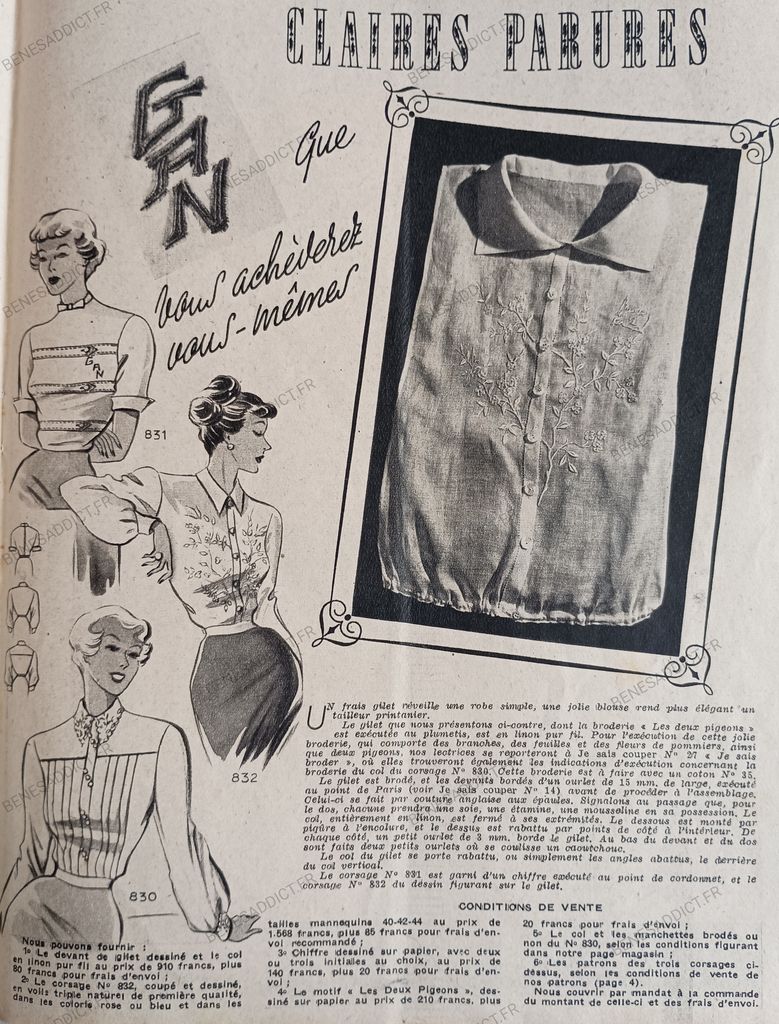 CLAIRES PARURES
GAN
Que
vous achèverez
vous-mêmes
GAN
831
832
830
UN frais gilet réveille une robe simple, une jolie blouse rend plus élégant un
tailleur printanier.
Le gilet que nous présentons ci-contre, dont la broderie « Les deux pigeons »
est exécutée au plumetis, est en linon pur fil. Pour l'exécution de cette jolie
broderie, qui comporte des branches, des feuilles et des fleurs de pommiers, ainsi
que deux pigeons, nos lectrices se reporteront à Je sais couper N° 27 « Je sais
broder », où elles trouveront également les indications d'exécution concernant la
broderie du col du corsage N° 830. Cette broderie est à faire avec un coton N° 35.
Le gilet est brodé, et les devants bordés d'un ourlet de 15 mm. de large, exécuté
au point de Paris (voir Je sais couper N° 14) avant de procéder à l'assemblage.
Celui-ci se fait par couture anglaise aux épaules. Signalons au passage que, pour
le dos, chacune prendra une soie, une étamine, une mousseline en sa possession. Le
col, entièrement en linon, est fermé à ses extrémités. Le dessous est monté par
piqûre à l'encolure, et le dessus est rabattu par points de côté à l'intérieur. De
chaque côté, un petit ourlet de 3 mm. borde le gilet. Au bas du devant et du dos
sont faits deux petits ourlets où se coulisse un caoutchouc.
Le col du gilet se porte rabattu, ou simplement les angles abattus, le derrière
du col vertical.
Le corsage N° 831 est garni d'un chiffre exécuté au point de cordonnet, et le
corsage N° 832 du dessin figurant sur le gilet.
CONDITIONS DE VENTE
Nous pouvons fournir :
1° Le devant de gilet dessiné et le col
en linon pur fil au prix de 910 francs, plus
80 francs pour frais d'envoi ;
2° Le corsage N° 832, coupé et dessiné,
en voile triple naturel de première qualité,
dans les coloris rose ou bleu et dans les
tailles mannequins 40-42-44 au prix de
1.568 francs, plus 85 francs pour frais d'en-
voi recommandé ;
3° Chiffre dessiné sur papier, avec deux
ou trois initiales au choix, au prix de
140 francs, plus 20 francs pour frais d'en-
voi ;
4° Le motif « Les Deux Pigeons », des-
siné sur papier au prix de 210 francs, plus
20 francs pour frais d'envoi ;
5° Le col et les manchettes brodés ou
non du N° 830, selon les conditions figurant
dans notre page magasin ;
6° Les patrons des trois corsages ci-
dessus, selon les conditions de vente de
nos patrons (page 4).
Nous couvrir par mandat à la commande
du montant de celle-ci et des frais d'envoi.
BENESADDICT.FR